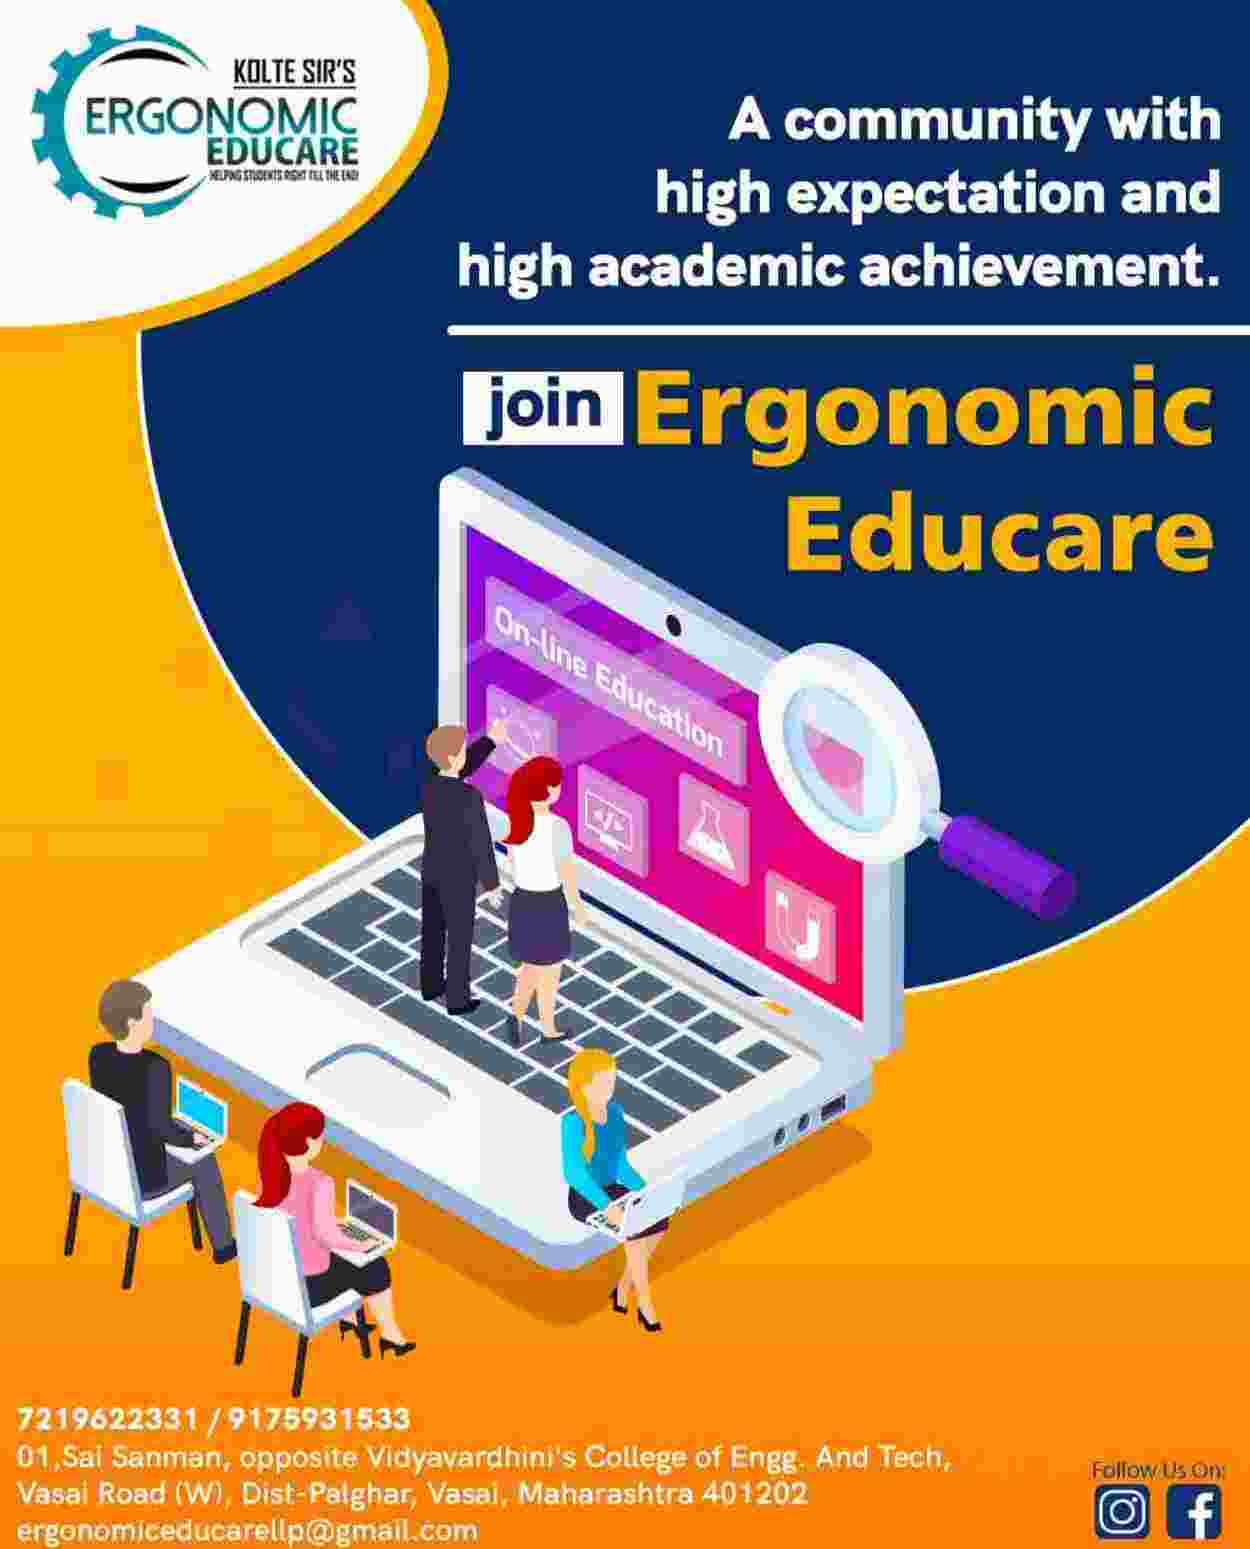 KOLTE SIR'S
ERGONOMIC
EDUCARE
HELPING STUDENTS RIGHT TILL THE END!
A community with
high expectation and
high academic achievement.
join Ergonomic
Educare
On-line Education
</>
7219622331 / 9175931533
01,Sai Sanman, opposite Vidyavardhini's College of Engg. And Tech,
Vasai Road (W), Dist-Palghar, Vasai, Maharashtra 401202
ergonomiceducarellp@gmail.com
Follow Us On: